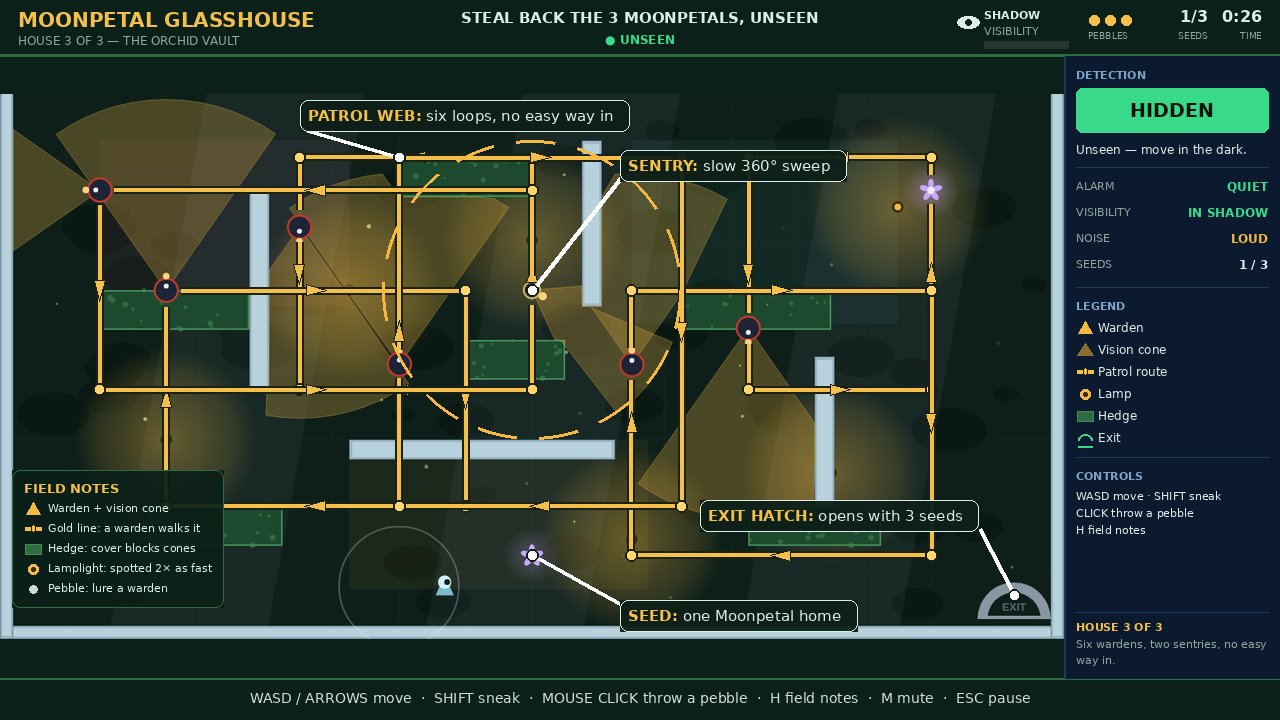 MOONPETAL GLASSHOUSE
HOUSE 3 OF 3 — THE ORCHID VAULT
STEAL BACK THE 3 MOONPETALS, UNSEEN
● UNSEEN
SHADOW
VISIBILITY
PEBBLES
1/3
SEEDS
0:26
TIME
PATROL WEB: six loops, no easy way in
SENTRY: slow 360° sweep
EXIT HATCH: opens with 3 seeds
SEED: one Moonpetal home
EXIT
FIELD NOTES
Warden + vision cone
Gold line: a warden walks it
Hedge: cover blocks cones
Lamplight: spotted 2× as fast
Pebble: lure a warden
DETECTION
HIDDEN
Unseen — move in the dark.
ALARM QUIET
VISIBILITY IN SHADOW
NOISE LOUD
SEEDS 1 / 3
LEGEND
Warden
Vision cone
Patrol route
Lamp
Hedge
Exit
CONTROLS
WASD move · SHIFT sneak
CLICK throw a pebble
H field notes
HOUSE 3 OF 3
Six wardens, two sentries, no easy
way in.
WASD / ARROWS move · SHIFT sneak · MOUSE CLICK throw a pebble · H field notes · M mute · ESC pause